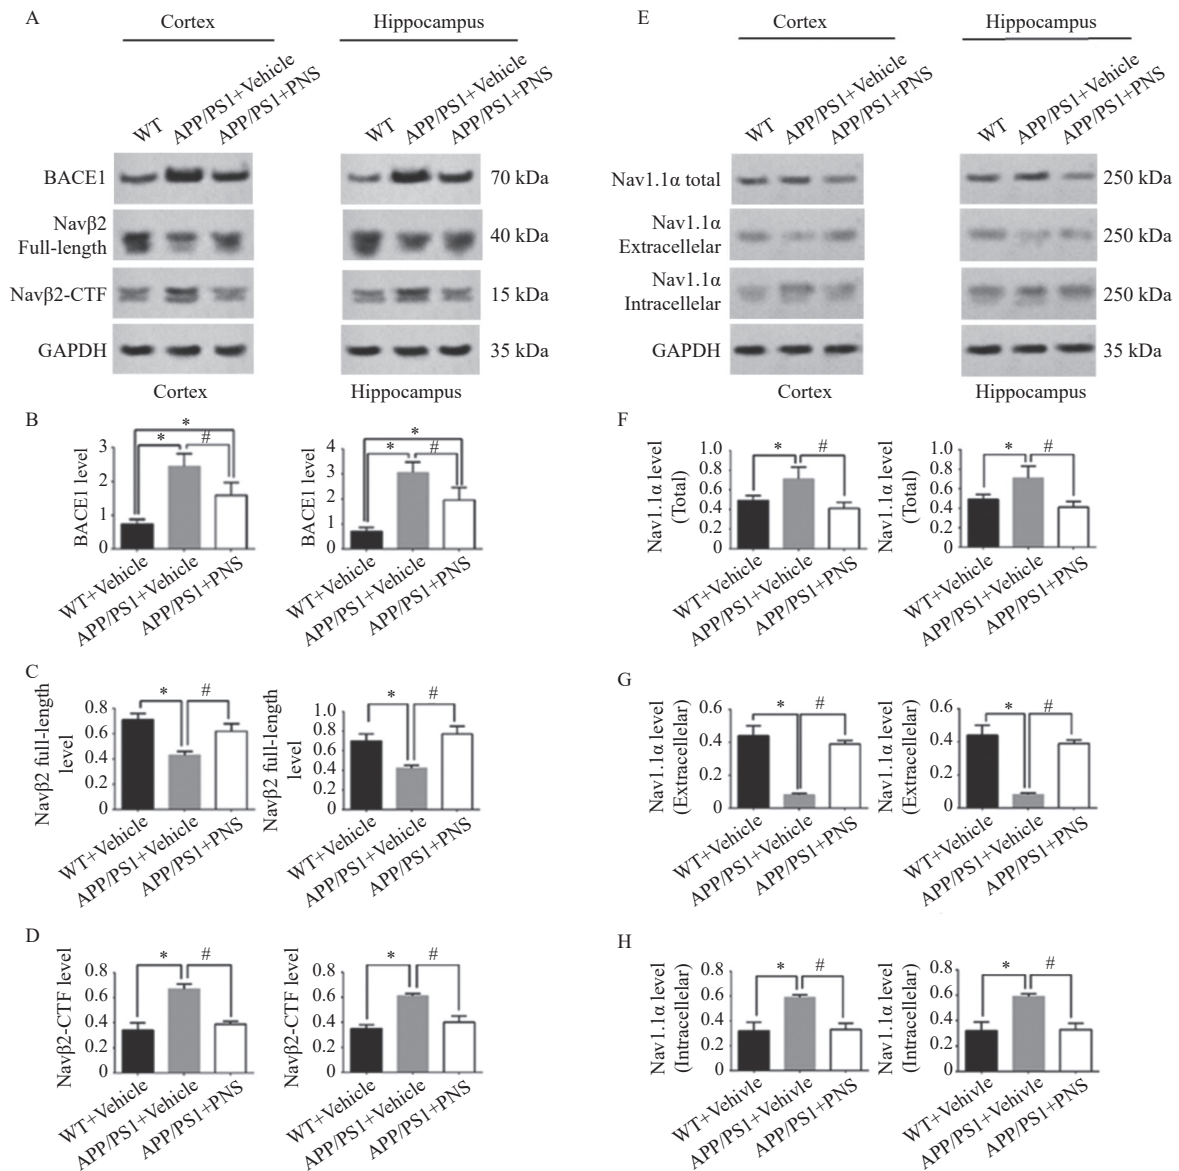 A
Cortex
Hippocampus
WT
APP/PS1+Vehicle
APP/PS1+PNS
WT
APP/PS1+Vehicle
APP/PS1+PNS
BACE1
70 kDa
Navβ2
Full-length
40 kDa
Navβ2-CTF
15 kDa
GAPDH
35 kDa
E
Cortex
Hippocampus
WT
APP/PS1+Vehicle
APP/PS1+PNS
WT
APP/PS1+Vehicle
APP/PS1+PNS
Nav1.1α total
250 kDa
Nav1.1α
Extracellelar
250 kDa
Nav1.1α
Intracellelar
250 kDa
GAPDH
35 kDa
B
Cortex
BACE1 level
3
2
1
0
*
*
#
WT+Vehicle
APP/PS1+Vehicle
APP/PS1+PNS
Hippocampus
BACE1 level
4
3
2
1
0
*
*
#
WT+Vehicle
APP/PS1+Vehicle
APP/PS1+PNS
F
Cortex
Nav1.1α level
(Total)
1.0
0.8
0.6
0.4
0.2
0
*
#
WT+Vehicle
APP/PS1+Vehicle
APP/PS1+PNS
Hippocampus
Nav1.1α level
(Total)
1.0
0.8
0.6
0.4
0.2
0
*
#
WT+Vehicle
APP/PS1+Vehicle
APP/PS1+PNS
C
Navβ2 full-length
level
0.8
0.6
0.4
0.2
0
*
#
WT+Vehicle
APP/PS1+Vehicle
APP/PS1+PNS
Navβ2 full-length
level
1.0
0.8
0.6
0.4
0.2
0
*
#
WT+Vehicle
APP/PS1+Vehicle
APP/PS1+PNS
G
Nav1.1α level
(Extracellelar)
0.6
0.4
0.2
0
*
#
WT+Vehicle
APP/PS1+Vehicle
APP/PS1+PNS
Nav1.1α level
(Extracellelar)
0.6
0.4
0.2
0
*
#
WT+Vehicle
APP/PS1+Vehicle
APP/PS1+PNS
D
Navβ2-CTF level
0.8
0.6
0.4
0.2
0
*
#
WT+Vehicle
APP/PS1+Vehicle
APP/PS1+PNS
Navβ2-CTF level
0.8
0.6
0.4
0.2
0
*
#
WT+Vehicle
APP/PS1+Vehicle
APP/PS1+PNS
H
Nav1.1α level
(Intracellelar)
0.8
0.6
0.4
0.2
0
*
#
WT+Vehivle
APP/PS1+Vehivle
APP/PS1+PNS
Nav1.1α level
(Intracellelar)
0.8
0.6
0.4
0.2
0
*
#
WT+Vehivle
APP/PS1+Vehivle
APP/PS1+PNS